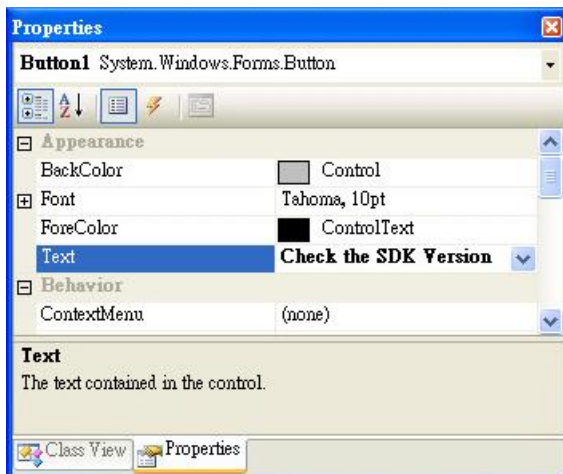 Properties
Button1 System.Windows.Forms.Button
Appearance
BackColor Control
Font Tahoma, 10pt
ForeColor ControlText
Text Check the SDK Version
Behavior
ContextMenu (none)
Text
The text contained in the control.
Class View Properties